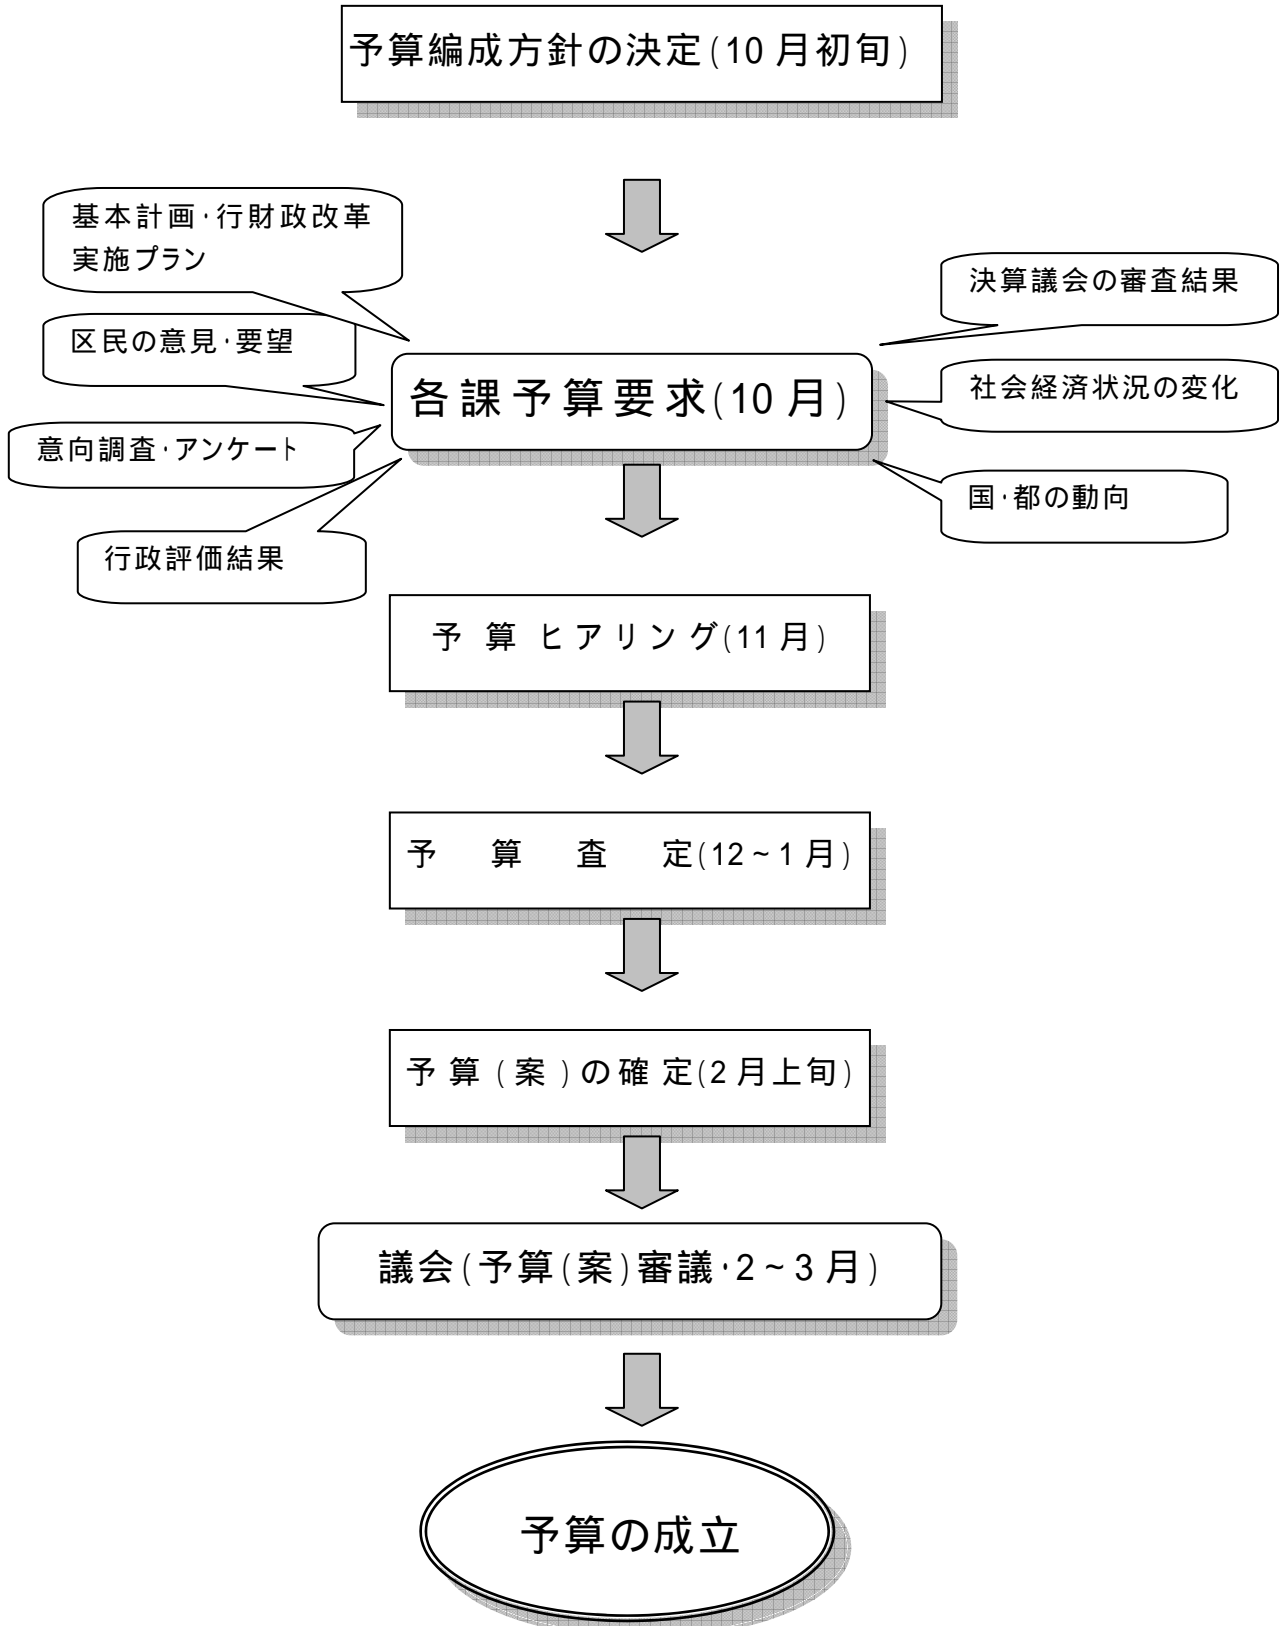 予算編成方針の決定(10月初旬)
基本計画・行財政改革
実施プラン
決算議会の審査結果
区民の意見・要望
社会経済状況の変化
各課予算要求(10月)
意向調査・アンケート
国・都の動向
行政評価結果
予算ヒアリング(11月)
予算査定(12~1月)
予算(案)の確定(2月上旬)
議会(予算(案)審議・2~3月)
予算の成立